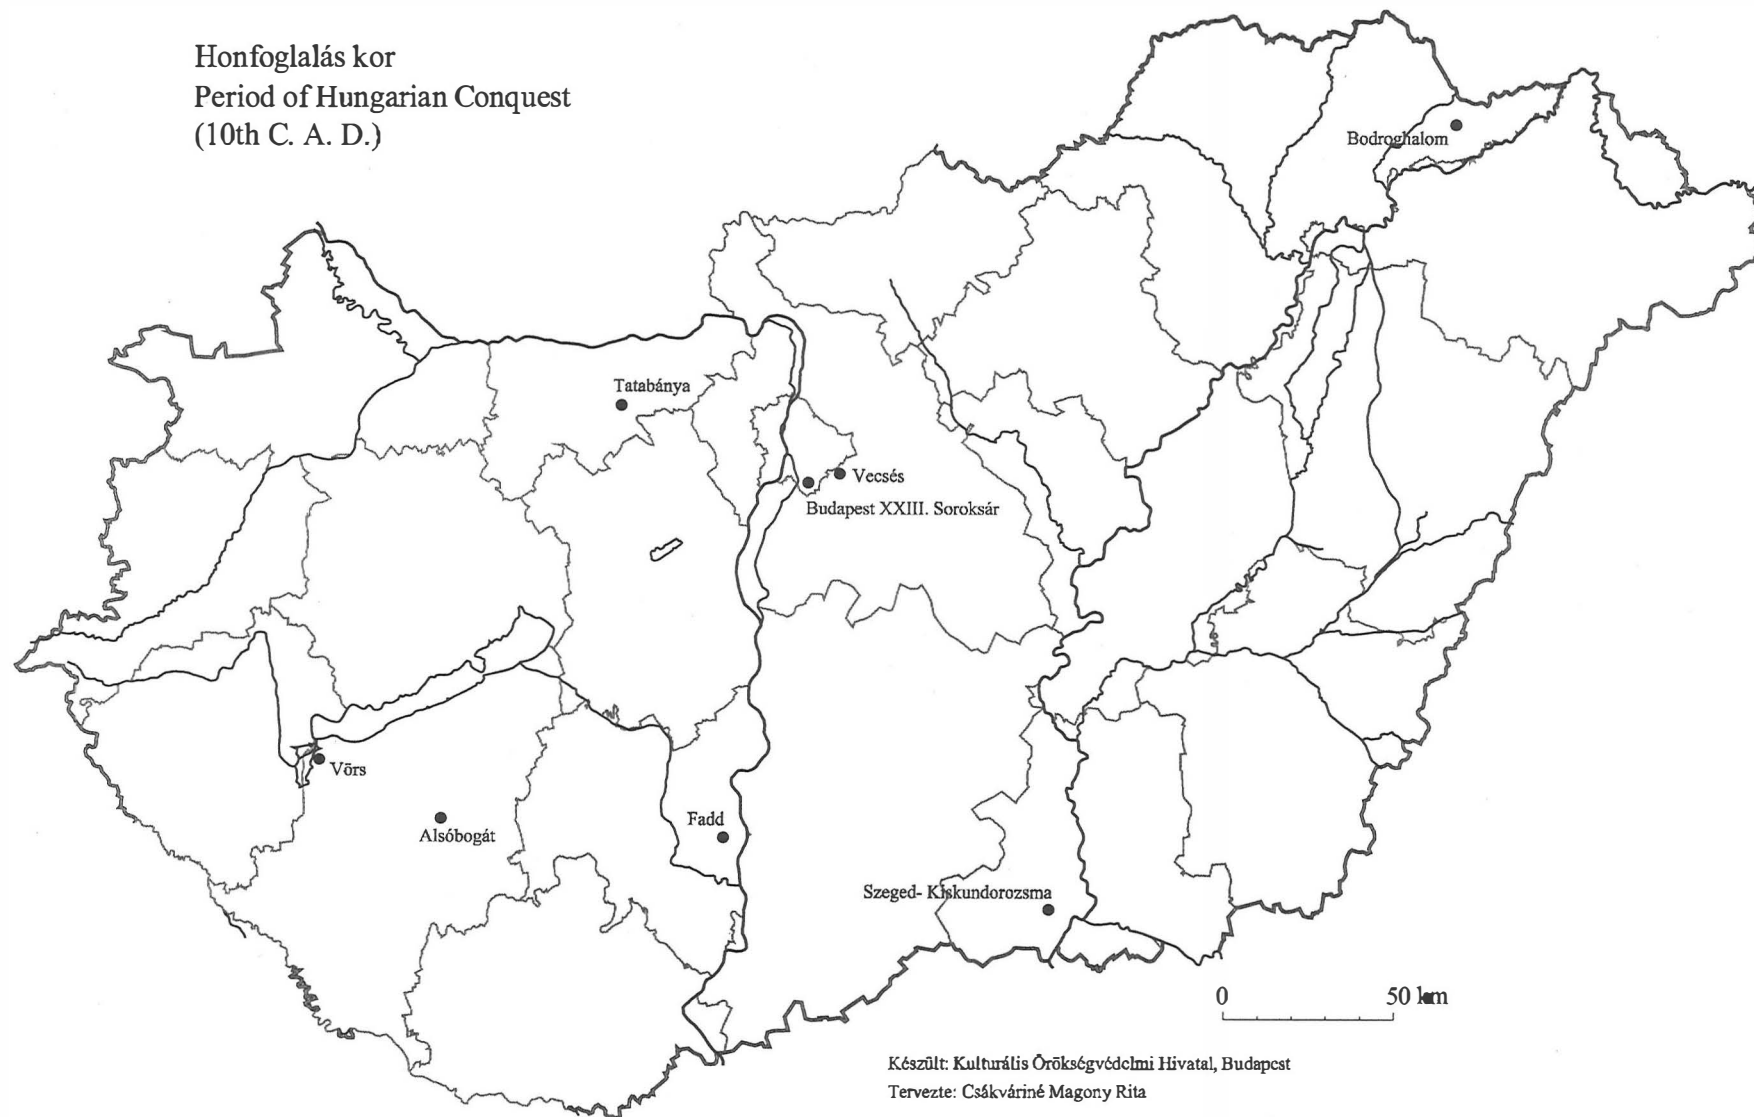 Honfoglalás kor
Period of Hungarian Conquest
(10th C. A. D.)
Bodroghalom
Tatabánya
Vecsés
Budapest XXIII. Soroksár
Vörs
Alsóbogát
Fadd
Szeged- Kiskundorozsma
0 50 km
Készült: Kulturális Örökségvédelmi Hivatal, Budapest
Tervezte: Csákváriné Magony Rita